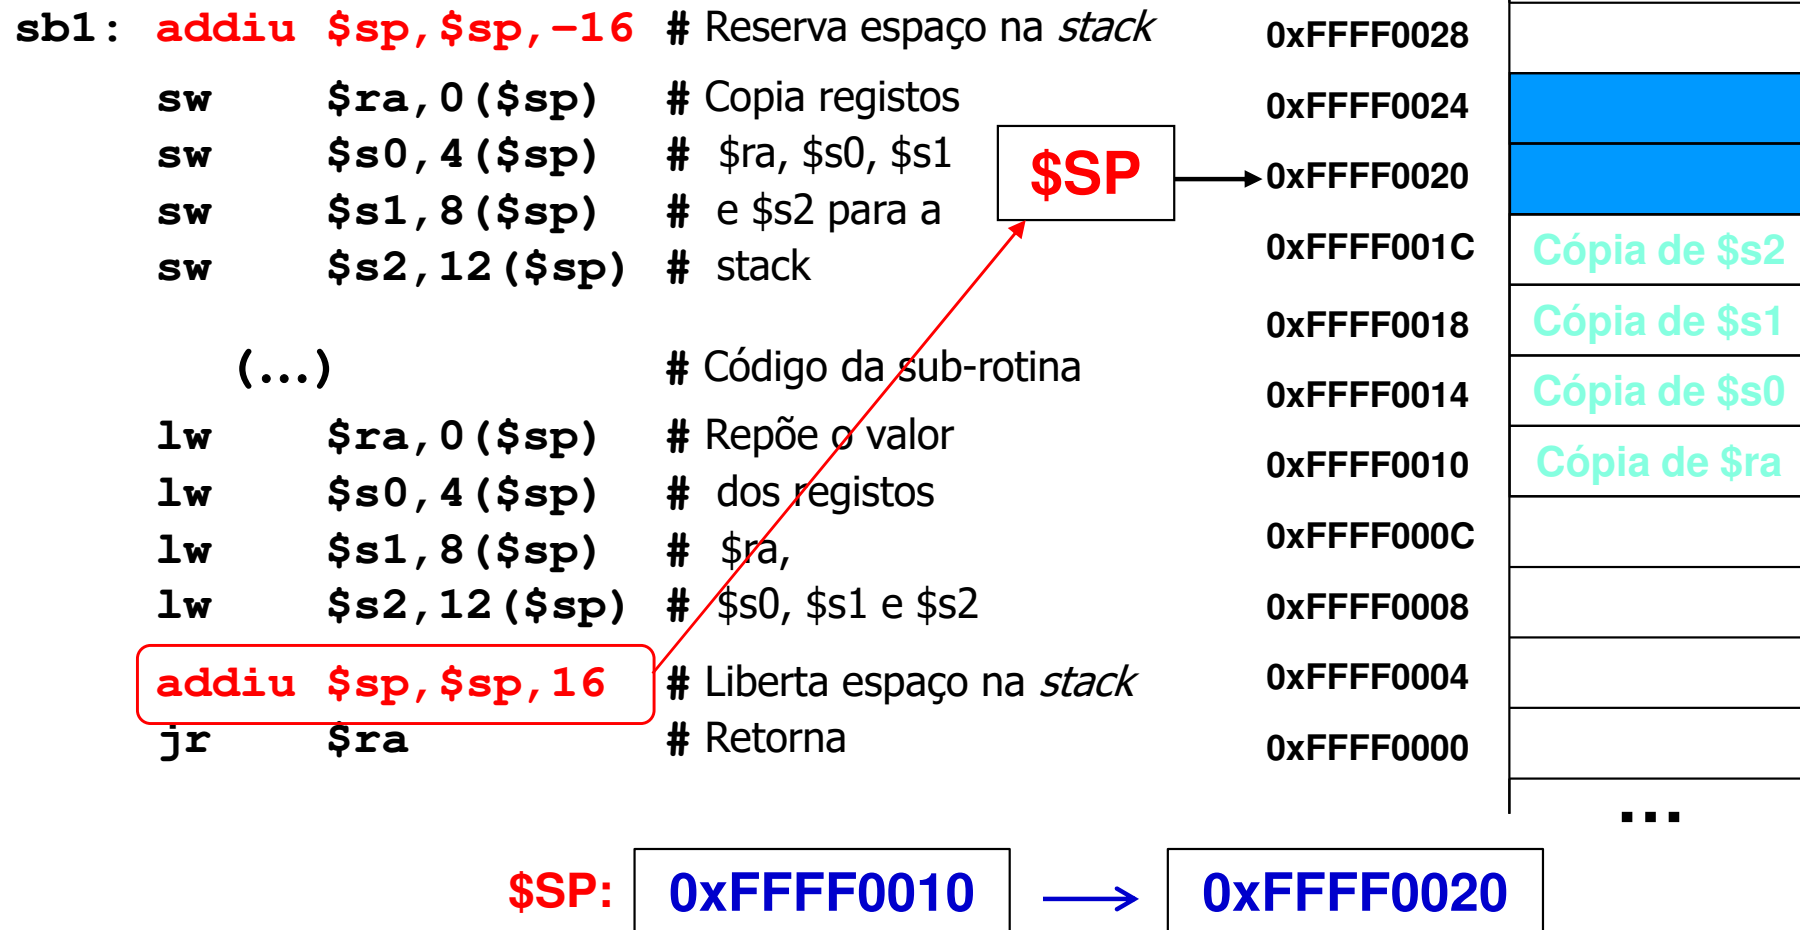 sb1: addiu $sp,$sp,–16 # Reserva espaço na stack
sw $ra,0($sp) # Copia registos
sw $s0,4($sp) # $ra, $s0, $s1
sw $s1,8($sp) # e $s2 para a
sw $s2,12($sp) # stack
(…) # Código da sub-rotina
lw $ra,0($sp) # Repõe o valor
lw $s0,4($sp) # dos registos
lw $s1,8($sp) # $ra,
lw $s2,12($sp) # $s0, $s1 e $s2
addiu $sp,$sp,16 # Liberta espaço na stack
jr $ra # Retorna
$SP
0xFFFF0028
0xFFFF0024
0xFFFF0020
0xFFFF001C Cópia de $s2
0xFFFF0018 Cópia de $s1
0xFFFF0014 Cópia de $s0
0xFFFF0010 Cópia de $ra
0xFFFF000C
0xFFFF0008
0xFFFF0004
0xFFFF0000
…
$SP: 0xFFFF0010 → 0xFFFF0020